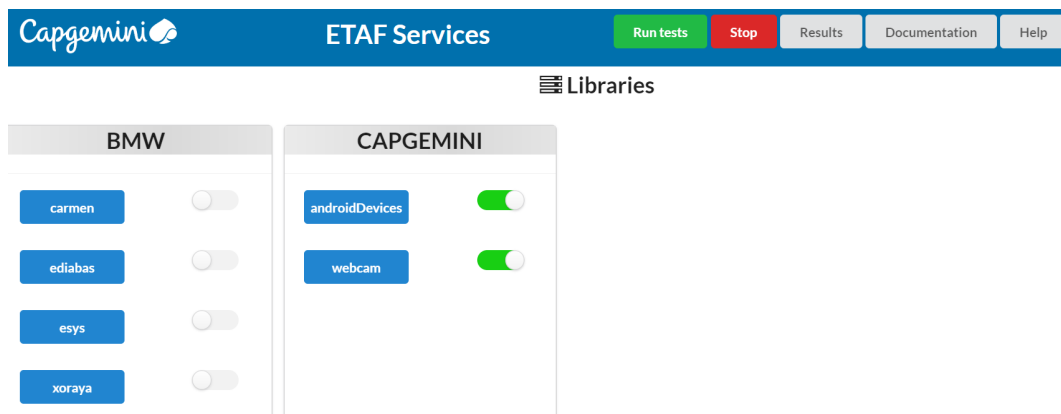 Capgemini
ETAF Services
Run tests
Stop
Results
Documentation
Help
Libraries
BMW
carmen
ediabas
esys
xoraya
CAPGEMINI
androidDevices
webcam